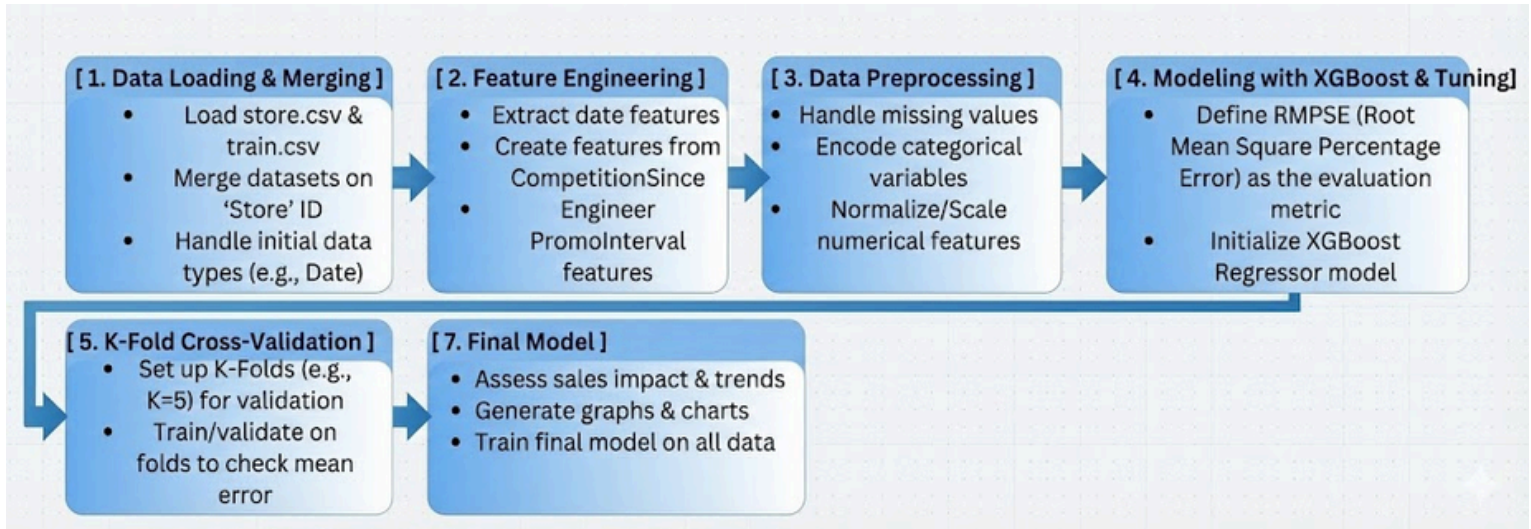 [ 1. Data Loading & Merging ]
• Load store.csv &
train.csv
• Merge datasets on
‘Store’ ID
• Handle initial data
types (e.g., Date)
[ 2. Feature Engineering ]
• Extract date features
• Create features from
CompetitionSince
• Engineer
PromoInterval
features
[ 3. Data Preprocessing ]
• Handle missing values
• Encode categorical
variables
• Normalize/Scale
numerical features
[ 4. Modeling with XGBoost & Tuning]
• Define RMPSE (Root
Mean Square Percentage
Error) as the evaluation
metric
• Initialize XGBoost
Regressor model
[ 5. K-Fold Cross-Validation ]
• Set up K-Folds (e.g.,
K=5) for validation
• Train/validate on
folds to check mean
error
[ 7. Final Model ]
• Assess sales impact & trends
• Generate graphs & charts
• Train final model on all data